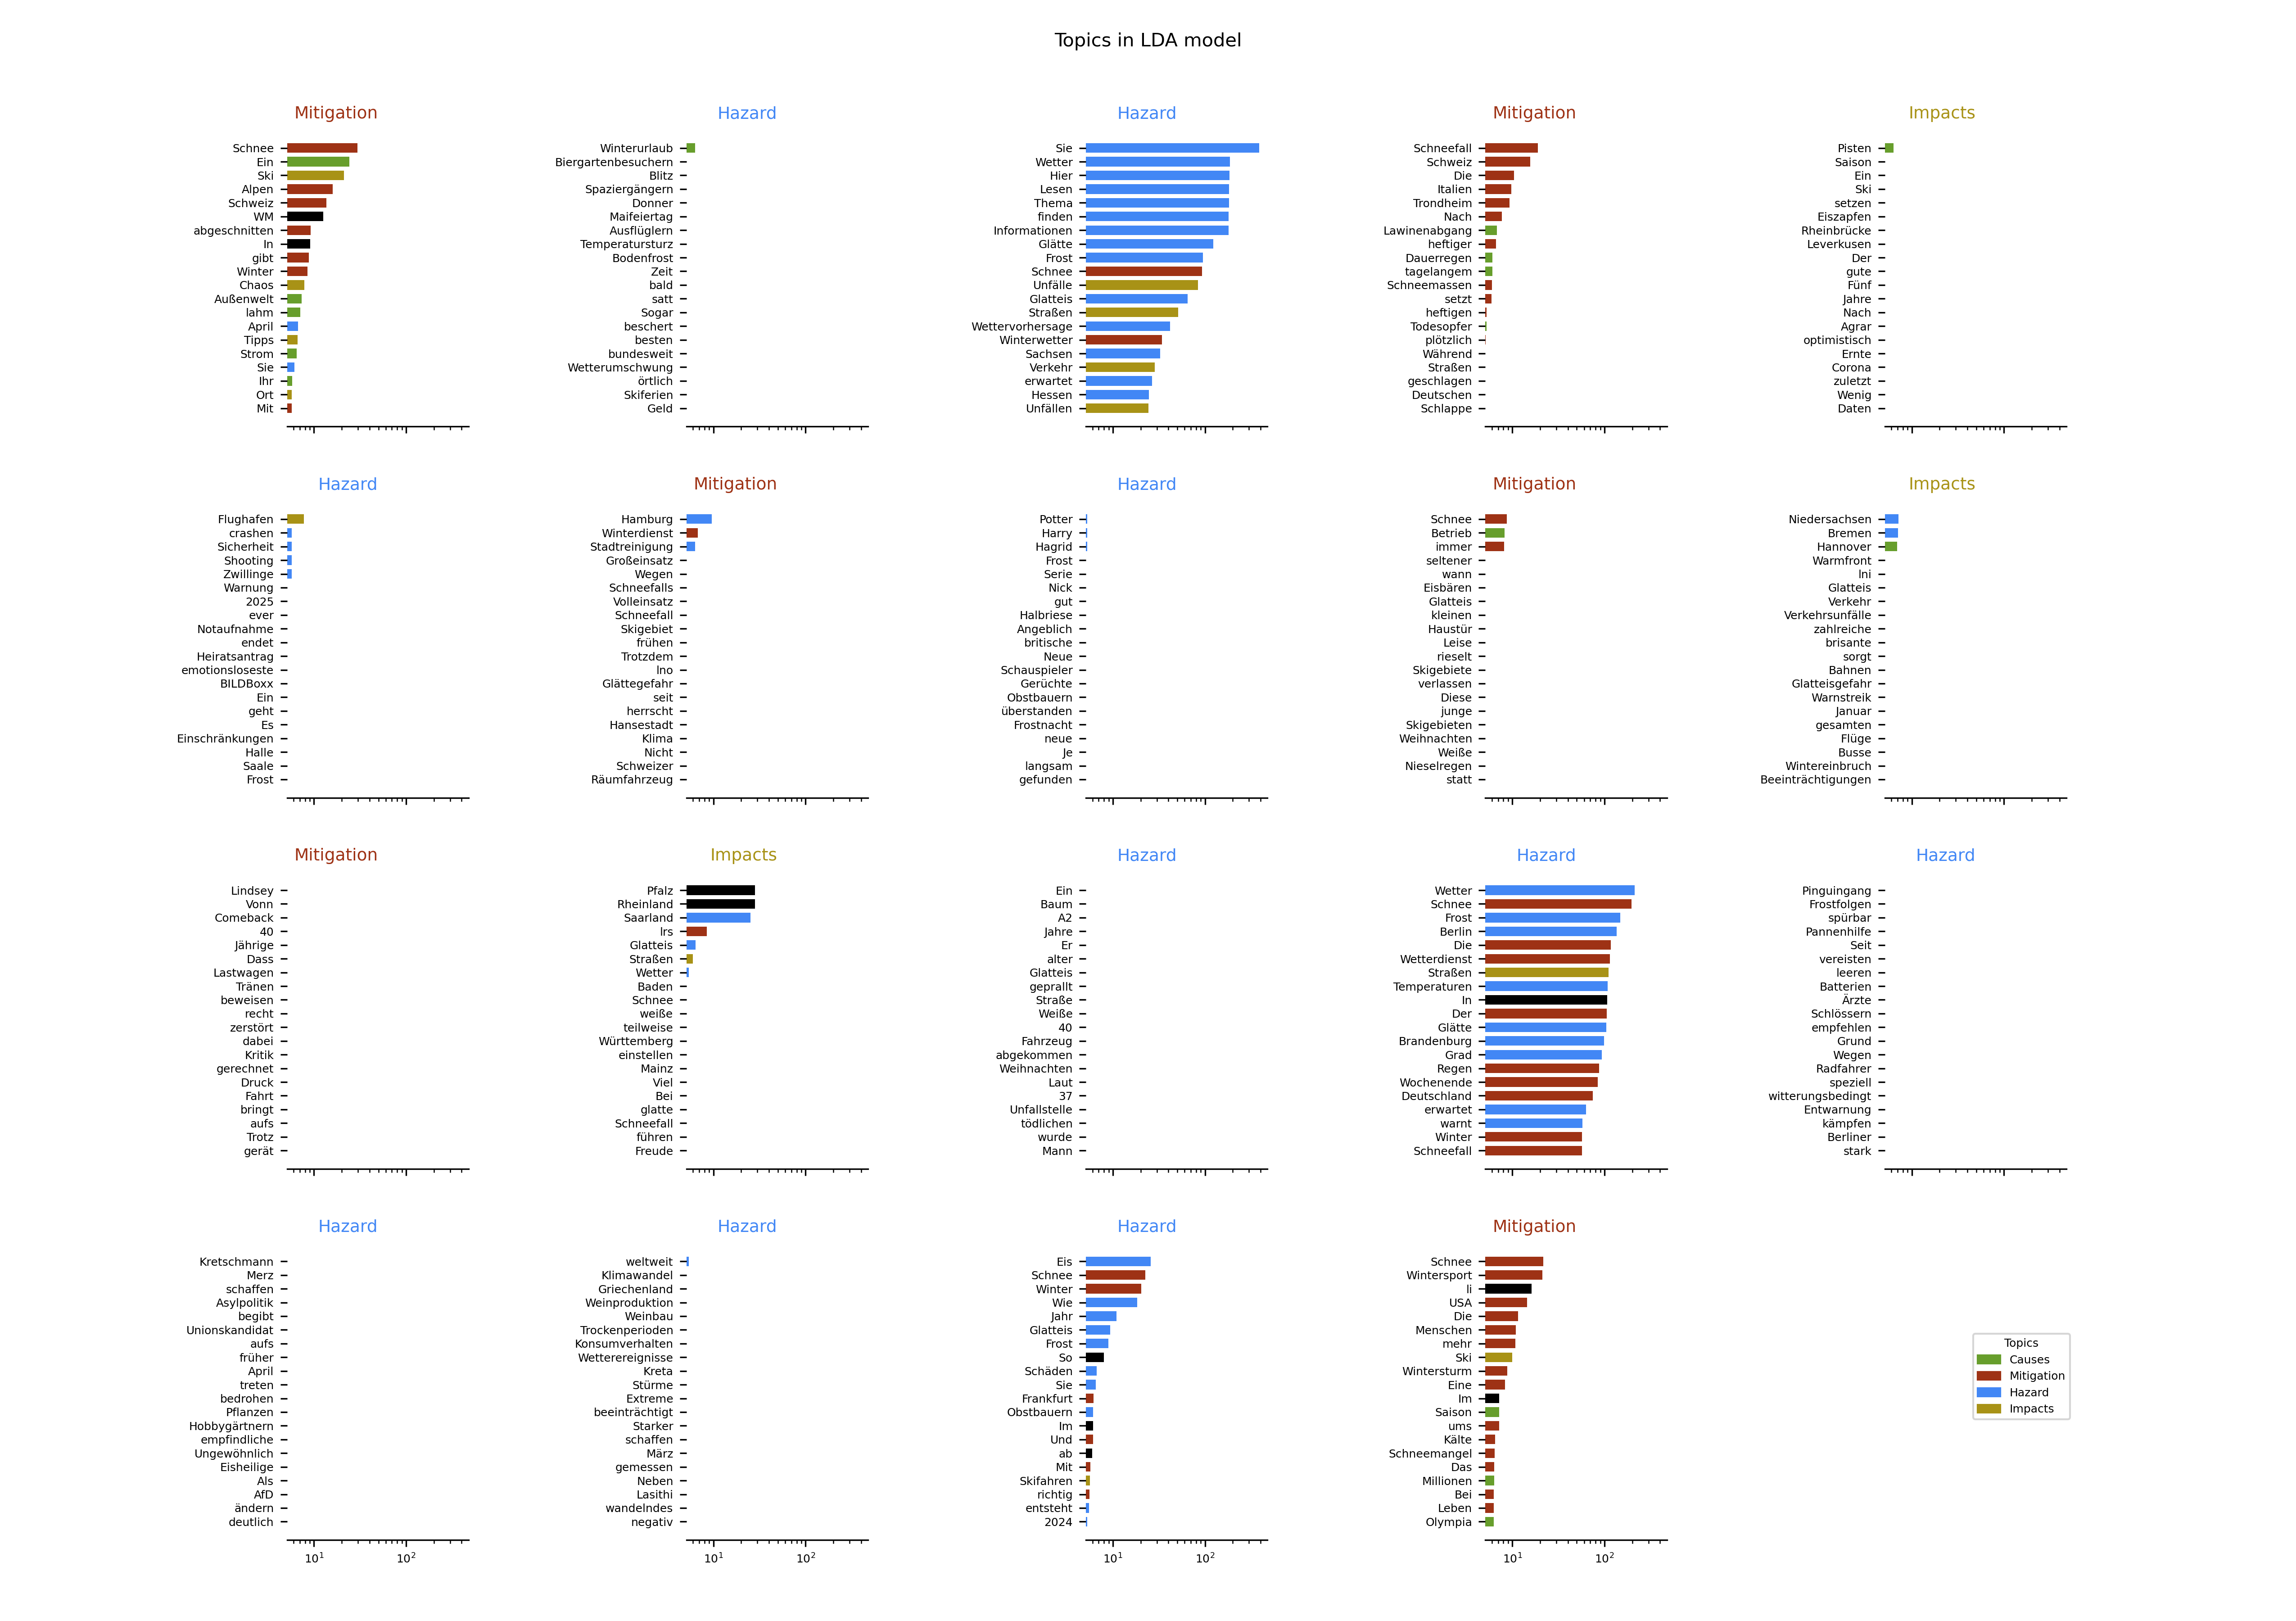 Topics in LDA model
Mitigation
Schnee
Ein
Ski
Alpen
Schweiz
WM
abgeschnitten
In
gibt
Winter
Chaos
Außenwelt
lahm
April
Tipps
Strom
Sie
Ihr
Ort
Mit
Hazard
Winterurlaub
Biergartenbesuchern
Blitz
Spaziergängern
Donner
Maifeiertag
Ausflüglern
Temperatursturz
Bodenfrost
Zeit
bald
satt
Sogar
beschert
besten
bundesweit
Wetterumschwung
örtlich
Skiferien
Geld
Hazard
Sie
Wetter
Hier
Lesen
Thema
finden
Informationen
Glätte
Frost
Schnee
Unfälle
Glatteis
Straßen
Wettervorhersage
Winterwetter
Sachsen
Verkehr
erwartet
Hessen
Unfällen
Mitigation
Schneefall
Schweiz
Die
Italien
Trondheim
Nach
Lawinenabgang
heftiger
Dauerregen
tagelangem
Schneemassen
setzt
heftigen
Todesopfer
plötzlich
Während
Straßen
geschlagen
Deutschen
Schlappe
Impacts
Pisten
Saison
Ein
Ski
setzen
Eiszapfen
Rheinbrücke
Leverkusen
Der
gute
Fünf
Jahre
Nach
Agrar
optimistisch
Ernte
Corona
zuletzt
Wenig
Daten
Hazard
Flughafen
crashen
Sicherheit
Shooting
Zwillinge
Warnung
2025
ever
Notaufnahme
endet
Heiratsantrag
emotionsloseste
BILDBoxx
Ein
geht
Es
Einschränkungen
Halle
Saale
Frost
Mitigation
Hamburg
Winterdienst
Stadtreinigung
Großeinsatz
Wegen
Schneefalls
Volleinsatz
Schneefall
Skigebiet
frühen
Trotzdem
lno
Glättegefahr
seit
herrscht
Hansestadt
Klima
Nicht
Schweizer
Räumfahrzeug
Hazard
Potter
Harry
Hagrid
Frost
Serie
Nick
gut
Halbriese
Angeblich
britische
Neue
Schauspieler
Gerüchte
Obstbauern
überstanden
Frostnacht
neue
Je
langsam
gefunden
Mitigation
Schnee
Betrieb
immer
seltener
wann
Eisbären
Glatteis
kleinen
Haustür
Leise
rieselt
Skigebiete
verlassen
Diese
junge
Skigebieten
Weihnachten
Weiße
Nieselregen
statt
Impacts
Niedersachsen
Bremen
Hannover
Warmfront
lni
Glatteis
Verkehr
Verkehrsunfälle
zahlreiche
brisante
sorgt
Bahnen
Glatteisgefahr
Warnstreik
Januar
gesamten
Flüge
Busse
Wintereinbruch
Beeinträchtigungen
Mitigation
Lindsey
Vonn
Comeback
40
Jährige
Dass
Lastwagen
Tränen
beweisen
recht
zerstört
dabei
Kritik
gerechnet
Druck
Fahrt
bringt
aufs
Trotz
gerät
Impacts
Pfalz
Rheinland
Saarland
lrs
Glatteis
Straßen
Wetter
Baden
Schnee
weiße
teilweise
Württemberg
einstellen
Mainz
Viel
Bei
glatte
Schneefall
führen
Freude
Hazard
Ein
Baum
A2
Jahre
Er
alter
Glatteis
geprallt
Straße
Weiße
40
Fahrzeug
abgekommen
Weihnachten
Laut
37
Unfallstelle
tödlichen
wurde
Mann
Hazard
Wetter
Schnee
Frost
Berlin
Die
Wetterdienst
Straßen
Temperaturen
In
Der
Glätte
Brandenburg
Grad
Regen
Wochenende
Deutschland
erwartet
warnt
Winter
Schneefall
Hazard
Pinguingang
Frostfolgen
spürbar
Pannenhilfe
Seit
vereisten
leeren
Batterien
Ärzte
Schlössern
empfehlen
Grund
Wegen
Radfahrer
speziell
witterungsbedingt
Entwarnung
kämpfen
Berliner
stark
Hazard
Kretschmann
Merz
schaffen
Asylpolitik
begibt
Unionskandidat
aufs
früher
April
treten
bedrohen
Pflanzen
Hobbygärtnern
empfindliche
Ungewöhnlich
Eisheilige
Als
AfD
ändern
deutlich
10¹ 10²
Hazard
weltweit
Klimawandel
Griechenland
Weinproduktion
Weinbau
Trockenperioden
Konsumverhalten
Wetterereignisse
Kreta
Stürme
Extreme
beeinträchtigt
Starker
schaffen
März
gemessen
Neben
Lasithi
wandelndes
negativ
10¹ 10²
Hazard
Eis
Schnee
Winter
Wie
Jahr
Glatteis
Frost
So
Schäden
Sie
Frankfurt
Obstbauern
Im
Und
ab
Mit
Skifahren
richtig
entsteht
2024
10¹ 10²
Mitigation
Schnee
Wintersport
li
USA
Die
Menschen
mehr
Ski
Wintersturm
Eine
Im
Saison
ums
Kälte
Schneemangel
Das
Millionen
Bei
Leben
Olympia
10¹ 10²
Topics
Causes
Mitigation
Hazard
Impacts